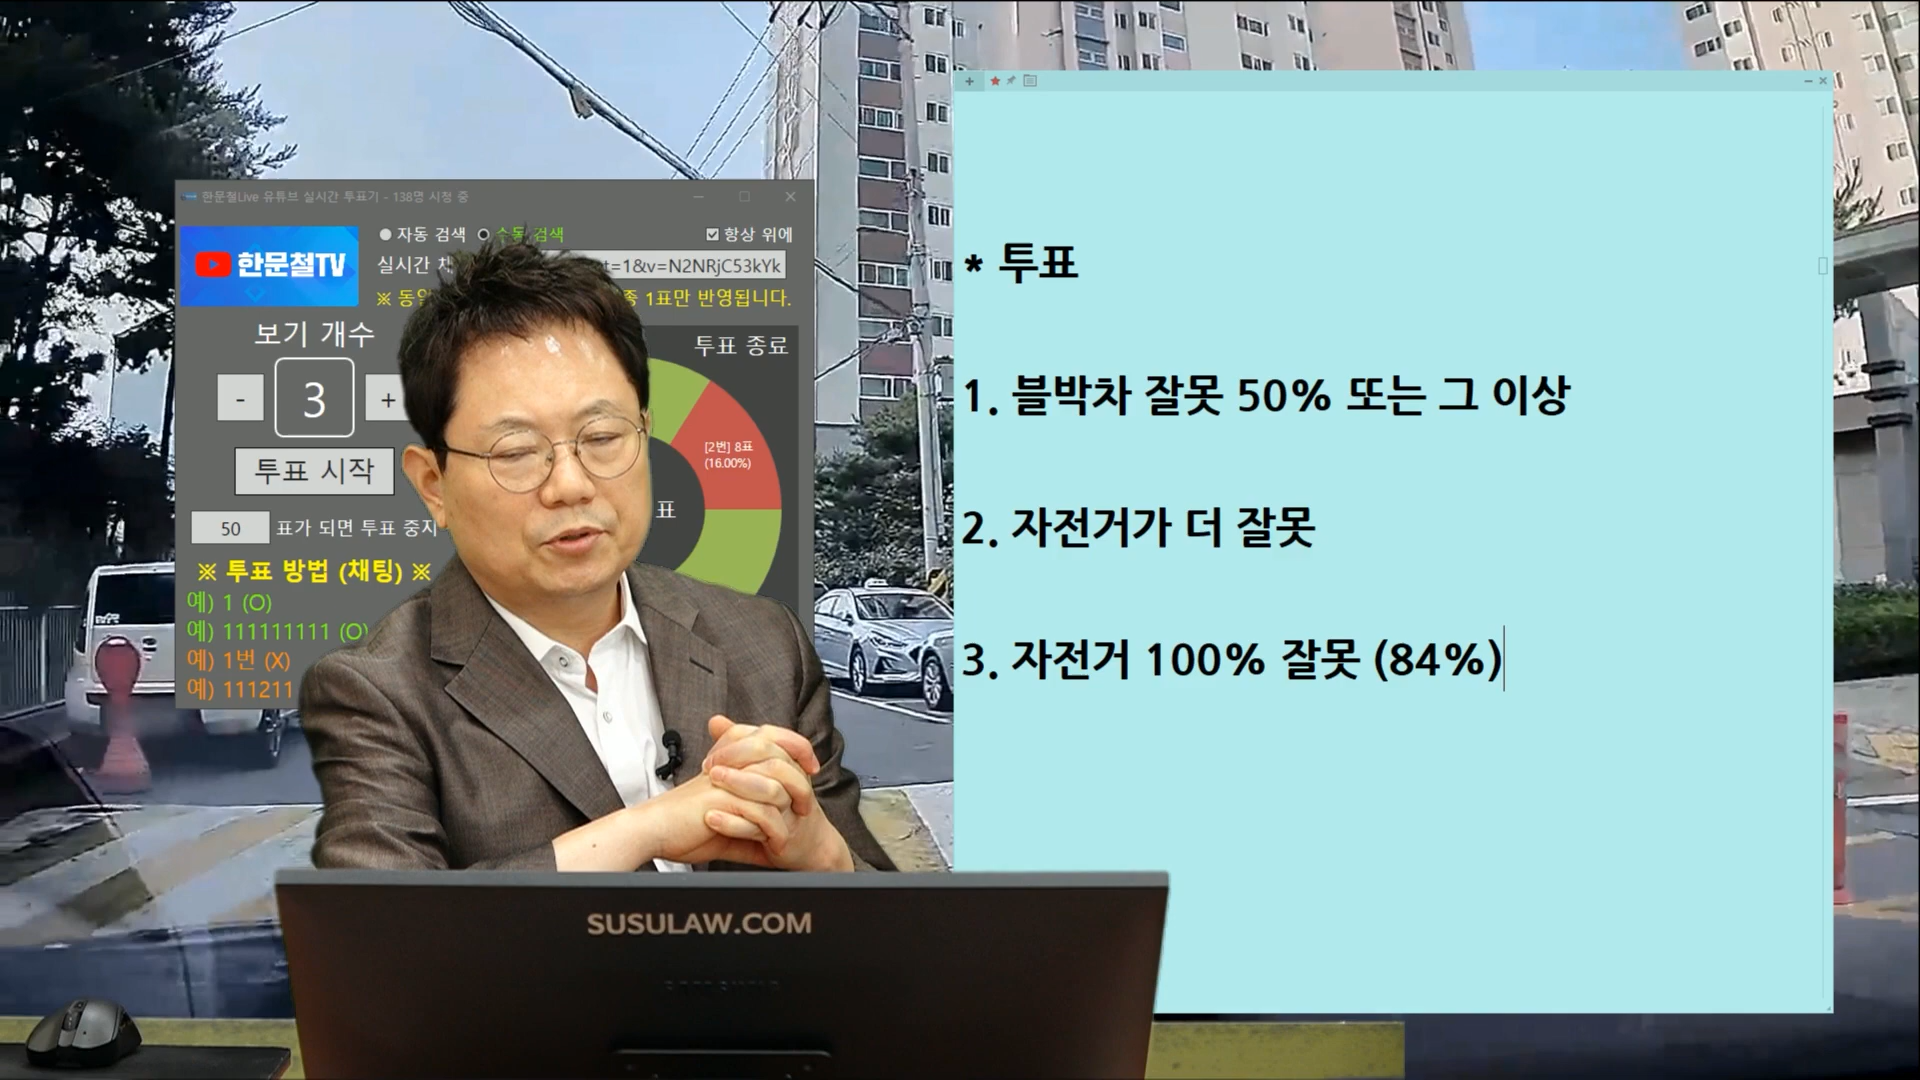 한문철Live 유튜브 실시간 투표기 - 138명 시청 중
한문철TV
자동 검색
검색
항상 위에
실시간
t=1&v=N2NRjC53kYk
※
1표만 반영됩니다.
보기 개수
- 3 +
투표 시작
50 표가 되면 투표 중지
※ 투표 방법 (채팅) ※
예) 1 (O)
예) 111111111 (O)
예) 1번 (X)
예) 111211
투표 종료
[2번] 8표
(16.00%)
표
* 투표
1. 블박차 잘못 50% 또는 그 이상
2. 자전거가 더 잘못
3. 자전거 100% 잘못 (84%)
SUSULAW.COM